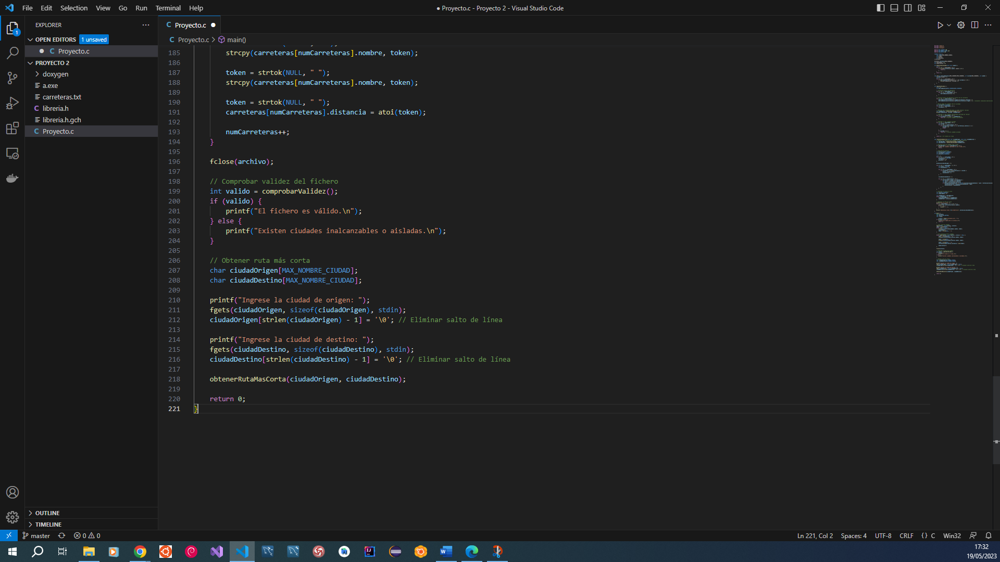 File Edit Selection View Go Run Terminal Help
● Proyecto.c - Proyecto 2 - Visual Studio Code
EXPLORER
OPEN EDITORS 1 unsaved
Proyecto.c
PROYECTO 2
doxygen
a.exe
carreteras.txt
libreria.h
libreria.h.gch
Proyecto.c
OUTLINE
TIMELINE
1
C Proyecto.c
C Proyecto.c > main()
185 strcpy(carreteras[numCarreteras].nombre, token);
186
187 token = strtok(NULL, " ");
188 strcpy(carreteras[numCarreteras].nombre, token);
189
190 token = strtok(NULL, " ");
191 carreteras[numCarreteras].distancia = atoi(token);
192
193 numCarreteras++;
194 }
195
196 fclose(archivo);
197
198 // Comprobar validez del fichero
199 int valido = comprobarValidez();
200 if (valido) {
201 printf("El fichero es válido.\n");
202 } else {
203 printf("Existen ciudades inalcanzables o aisladas.\n");
204 }
205
206 // Obtener ruta más corta
207 char ciudadOrigen[MAX_NOMBRE_CIUDAD];
208 char ciudadDestino[MAX_NOMBRE_CIUDAD];
209
210 printf("Ingrese la ciudad de origen: ");
211 fgets(ciudadOrigen, sizeof(ciudadOrigen), stdin);
212 ciudadOrigen[strlen(ciudadOrigen) - 1] = '\0'; // Eliminar salto de línea
213
214 printf("Ingrese la ciudad de destino: ");
215 fgets(ciudadDestino, sizeof(ciudadDestino), stdin);
216 ciudadDestino[strlen(ciudadDestino) - 1] = '\0'; // Eliminar salto de línea
217
218 obtenerRutaMasCorta(ciudadOrigen, ciudadDestino);
219
220 return 0;
221 }
master 0 0
Ln 221, Col 2 Spaces: 4 UTF-8 CRLF {} C Win32
17:32
19/05/2023